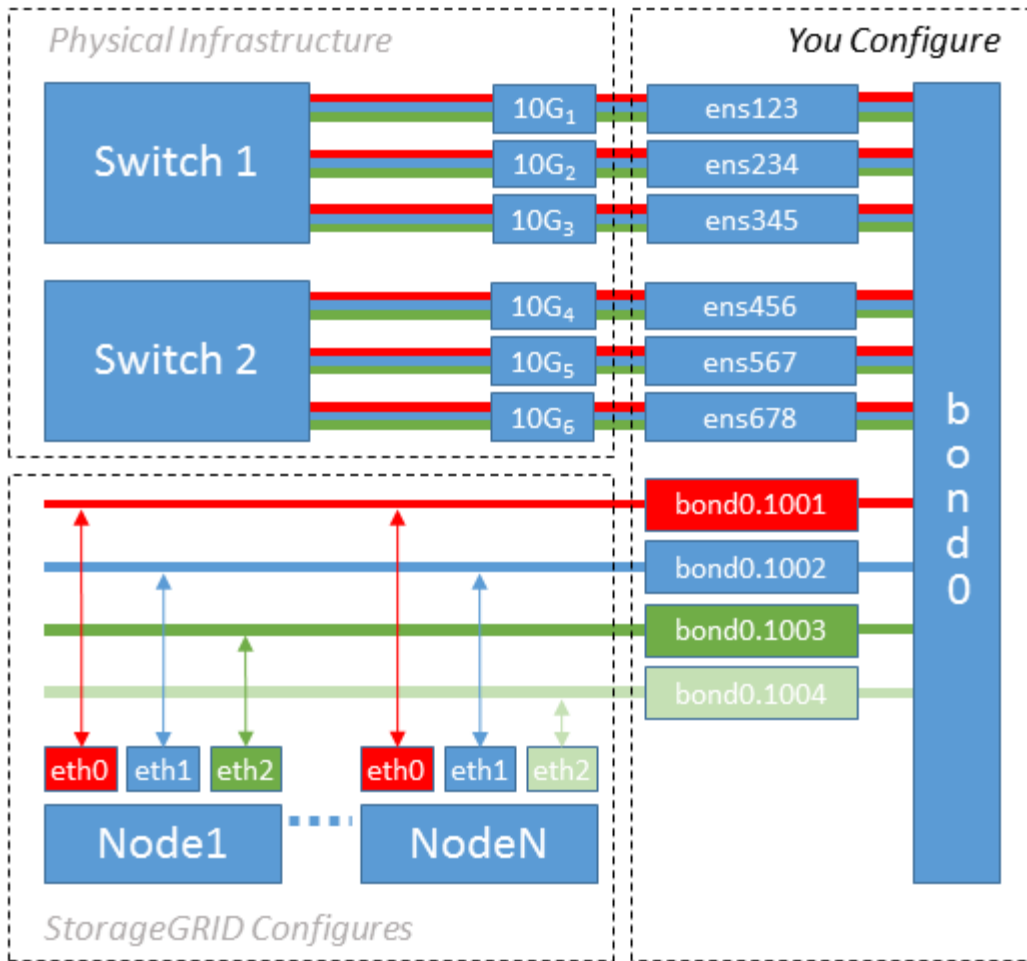 Physical Infrastructure
You Configure
Switch 1
10G₁
ens123
10G₂
ens234
10G₃
ens345
Switch 2
10G₄
ens456
10G₅
ens567
10G₆
ens678
bond0
bond0.1001
bond0.1002
bond0.1003
bond0.1004
eth0
eth1
eth2
eth0
eth1
eth2
Node1
NodeN
StorageGRID Configures